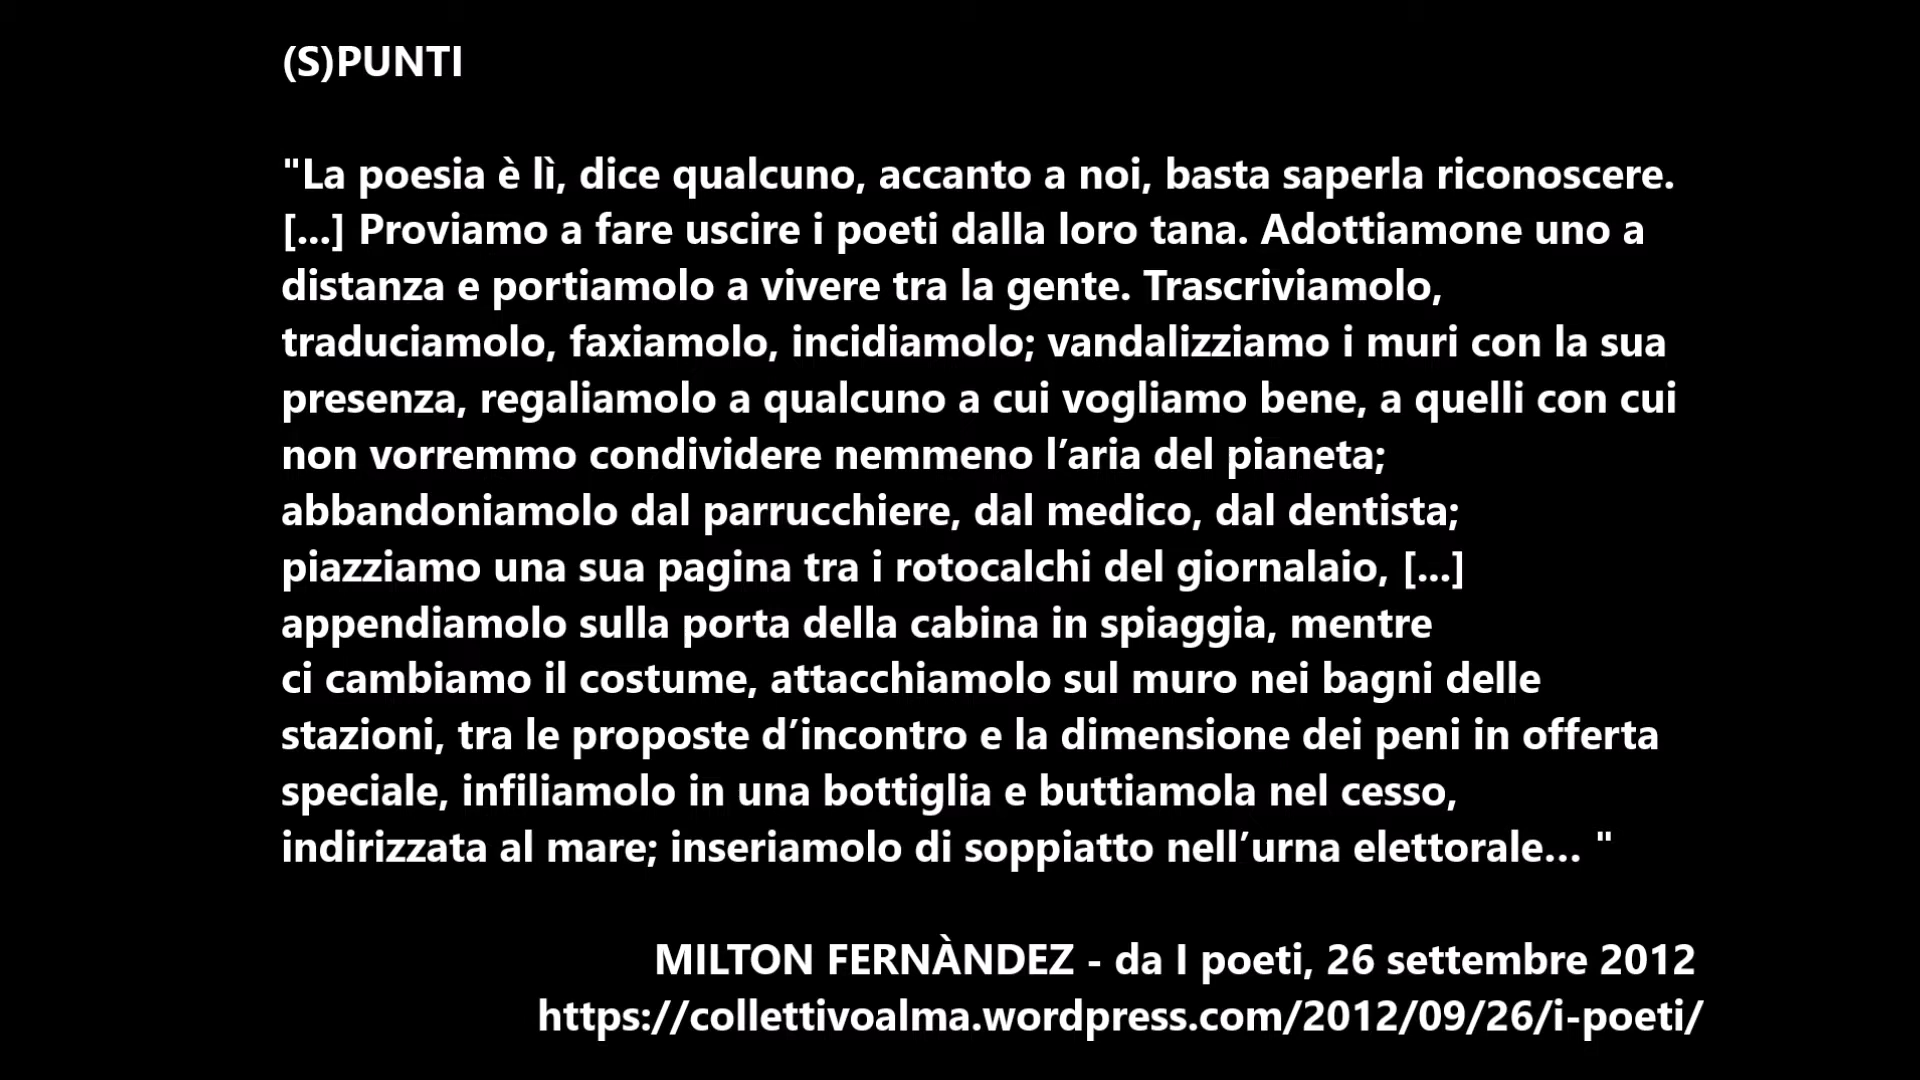 (S)PUNTI
"La poesia è lì, dice qualcuno, accanto a noi, basta saperla riconoscere.
[...] Proviamo a fare uscire i poeti dalla loro tana. Adottiamone uno a
distanza e portiamolo a vivere tra la gente. Trascriviamolo,
traduciamolo, faxiamolo, incidiamolo; vandalizziamo i muri con la sua
presenza, regaliamolo a qualcuno a cui vogliamo bene, a quelli con cui
non vorremmo condividere nemmeno l’aria del pianeta;
abbandoniamolo dal parrucchiere, dal medico, dal dentista;
piazziamo una sua pagina tra i rotocalchi del giornalaio, [...]
appendiamolo sulla porta della cabina in spiaggia, mentre
ci cambiamo il costume, attacchiamolo sul muro nei bagni delle
stazioni, tra le proposte d’incontro e la dimensione dei peni in offerta
speciale, infiliamolo in una bottiglia e buttiamola nel cesso,
indirizzata al mare; inseriamolo di soppiatto nell’urna elettorale… "
MILTON FERNÀNDEZ - da I poeti, 26 settembre 2012
https://collettivoalma.wordpress.com/2012/09/26/i-poeti/